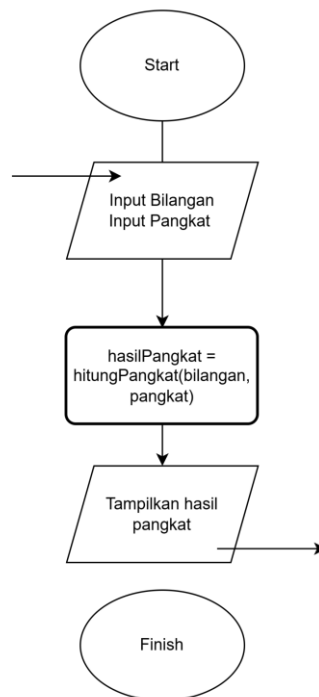 Start
Input Bilangan
Input Pangkat
hasilPangkat =
hitungPangkat(bilangan,
pangkat)
Tampilkan hasil
pangkat
Finish